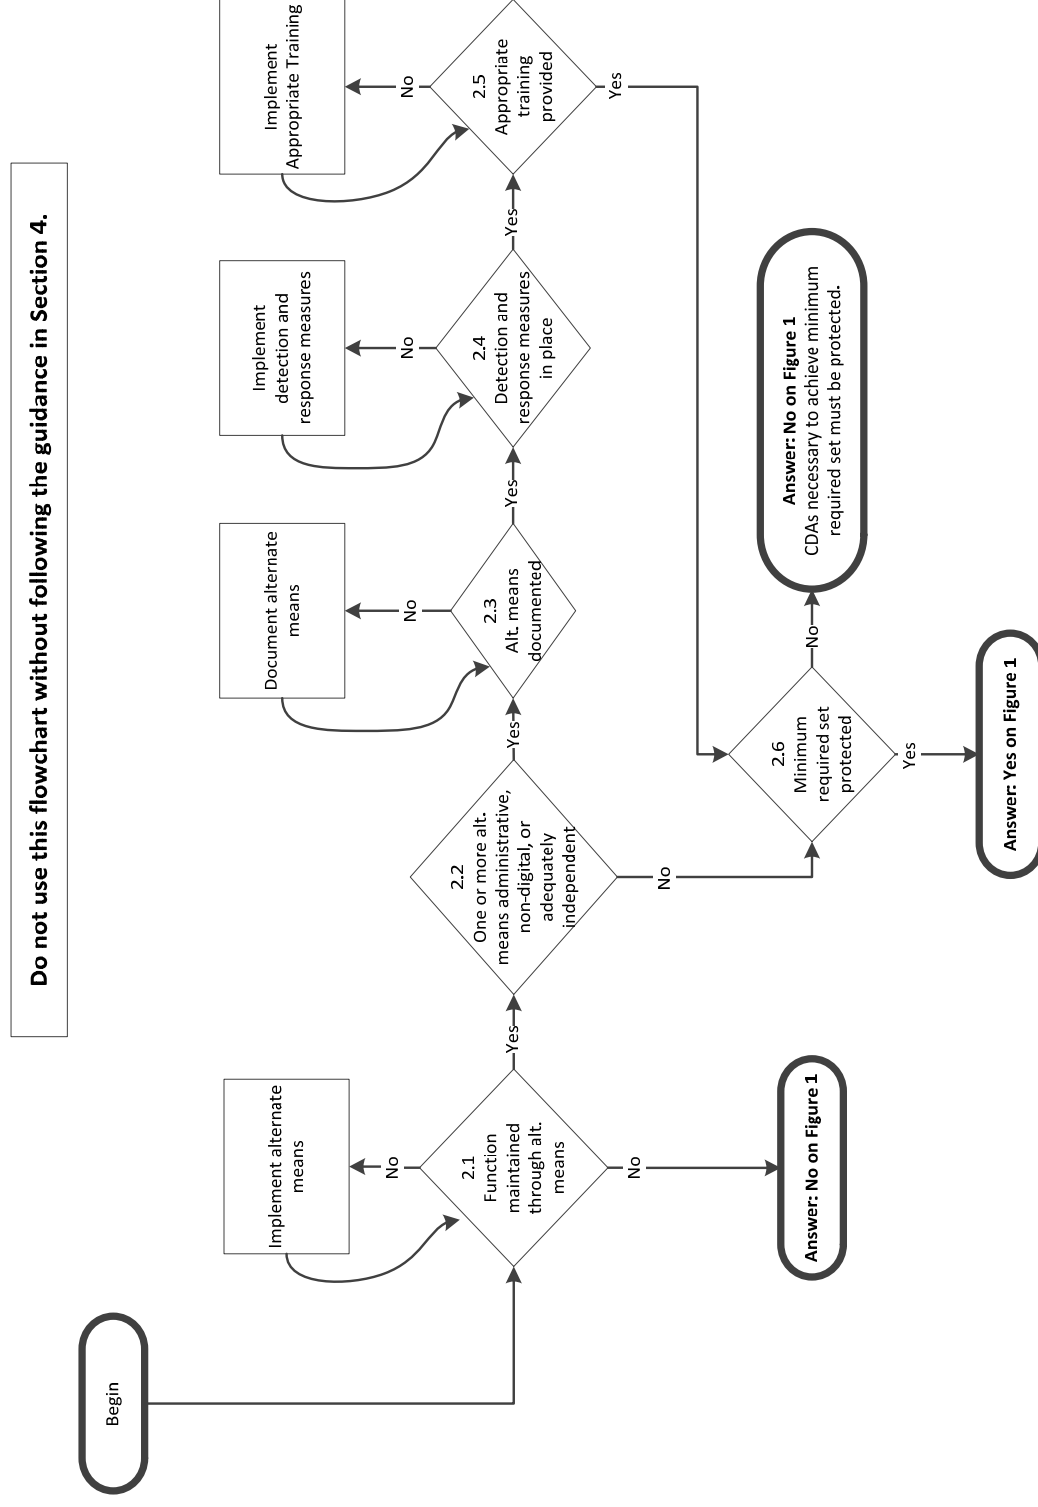 Do not use this flowchart without following the guidance in Section 4.
Begin
Implement alternate
means
No
2.1
Function
maintained
through alt.
means
No
Answer: No on Figure 1
Yes
2.2
One or more alt.
means administrative,
non-digital, or
adequately
independent
No
Yes
Document alternate
means
No
2.3
Alt. means
documented
Yes
Implement
detection and
response measures
No
2.4
Detection and
response measures
in place
Yes
Implement
Appropriate Training
No
2.5
Appropriate
training
provided
Yes
2.6
Minimum
required set
protected
No
Answer: No on Figure 1
CDAs necessary to achieve minimum
required set must be protected.
Yes
Answer: Yes on Figure 1